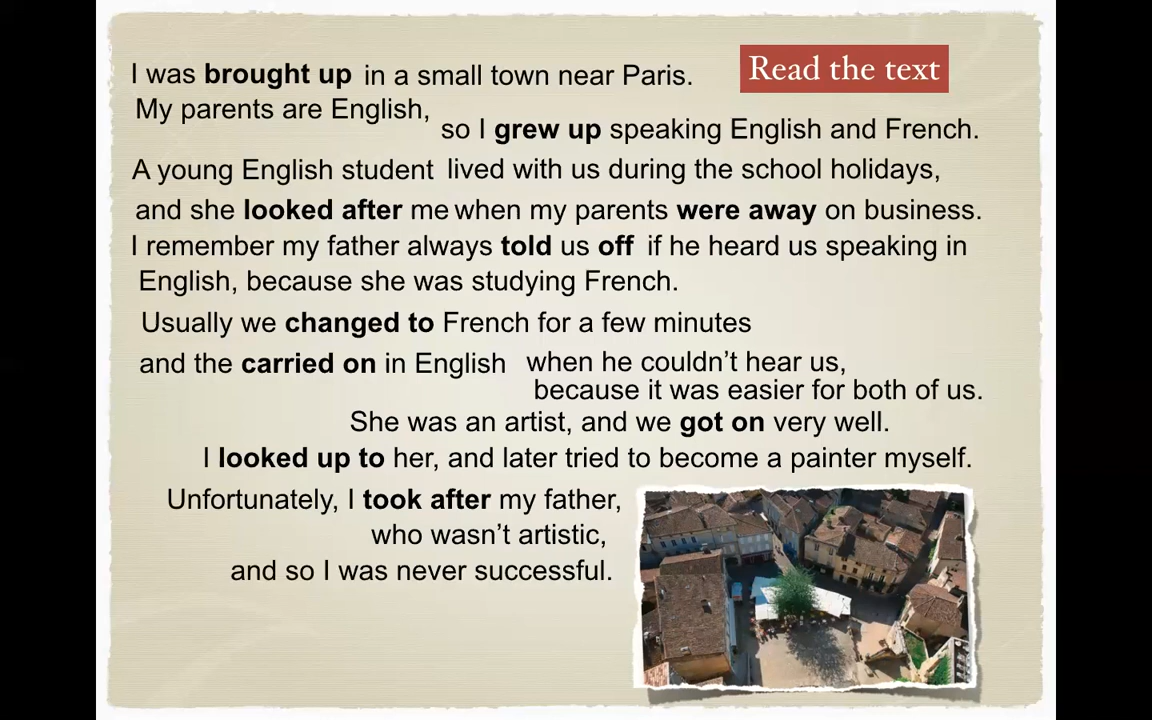 Read the text
I was brought up in a small town near Paris.
My parents are English,
so I grew up speaking English and French.
A young English student lived with us during the school holidays,
and she looked after me when my parents were away on business.
I remember my father always told us off if he heard us speaking in
English, because she was studying French.
Usually we changed to French for a few minutes
and the carried on in English when he couldn’t hear us,
because it was easier for both of us.
She was an artist, and we got on very well.
I looked up to her, and later tried to become a painter myself.
Unfortunately, I took after my father,
who wasn’t artistic,
and so I was never successful.